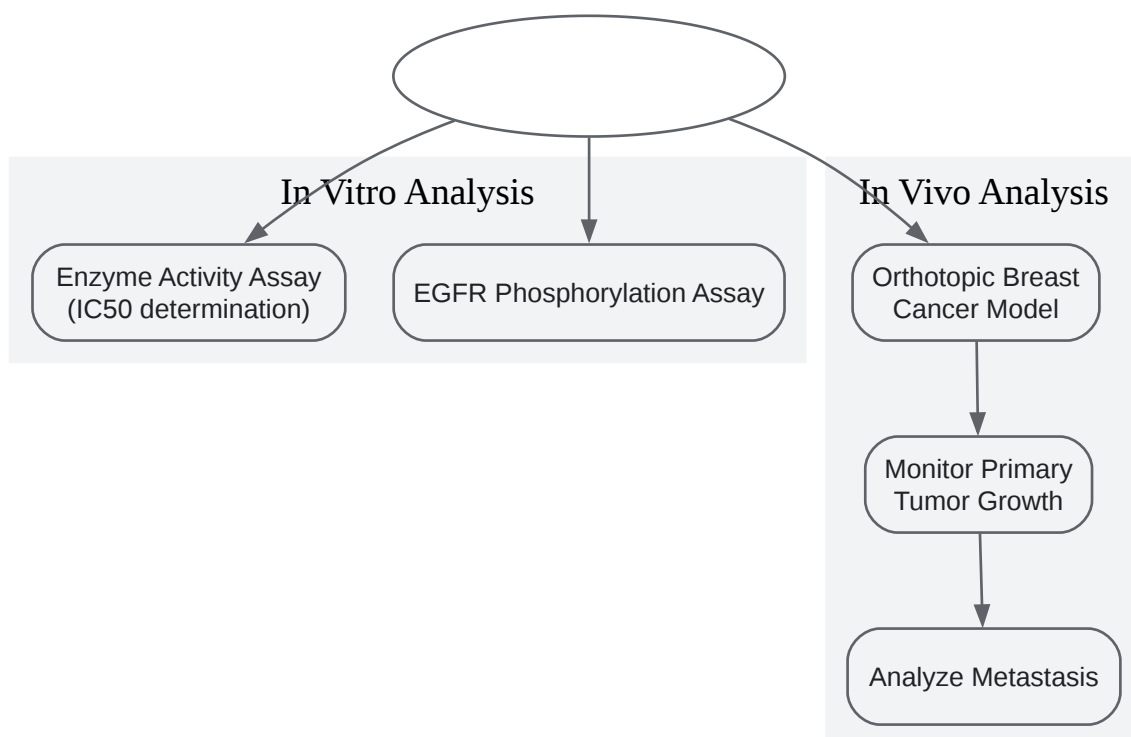 In Vitro Analysis
In Vivo Analysis
Enzyme Activity Assay
(IC50 determination)
EGFR Phosphorylation Assay
Orthotopic Breast
Cancer Model
Monitor Primary
Tumor Growth
Analyze Metastasis